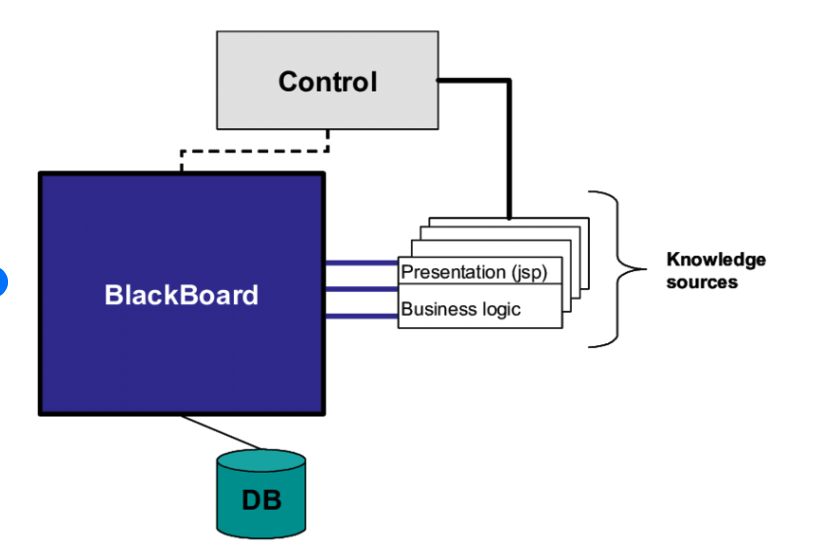 Control
BlackBoard
Presentation (jsp)
Business logic
Knowledge
sources
DB